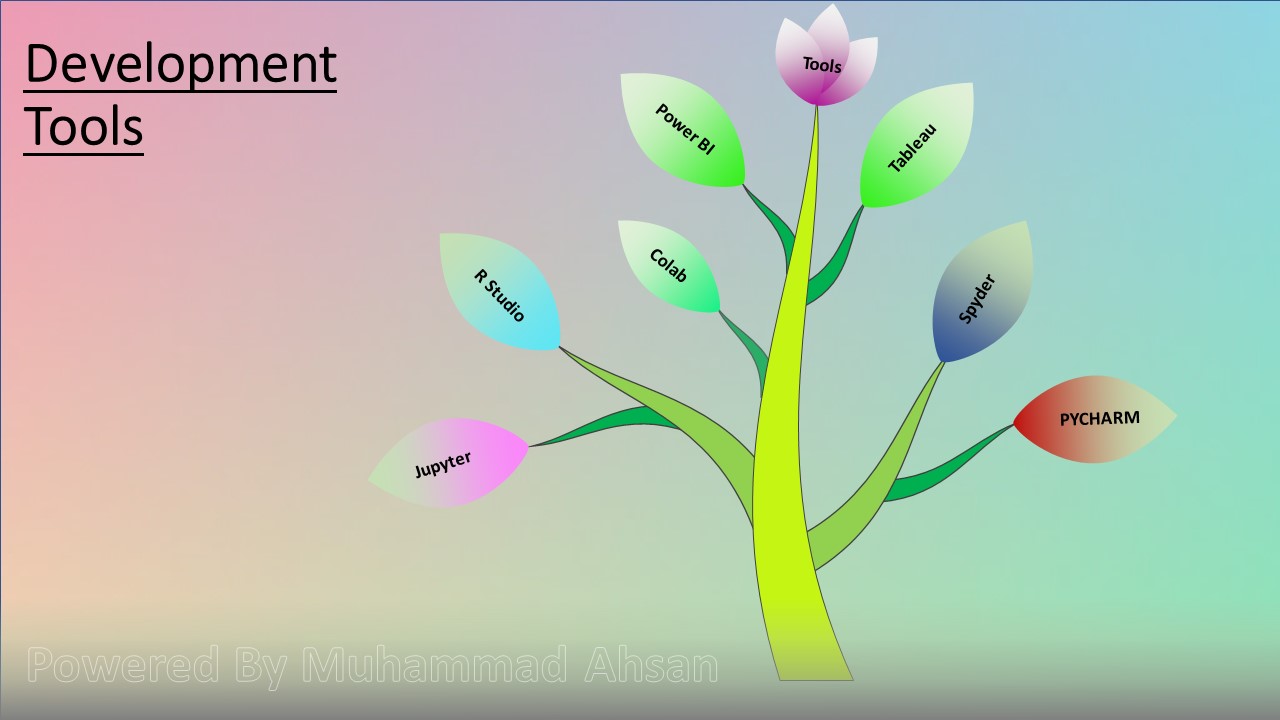 Development
Tools
Tools
Power BI
Tableau
Colab
R Studio
Spyder
PYCHARM
Jupyter
Powered By Muhammad Ahsan